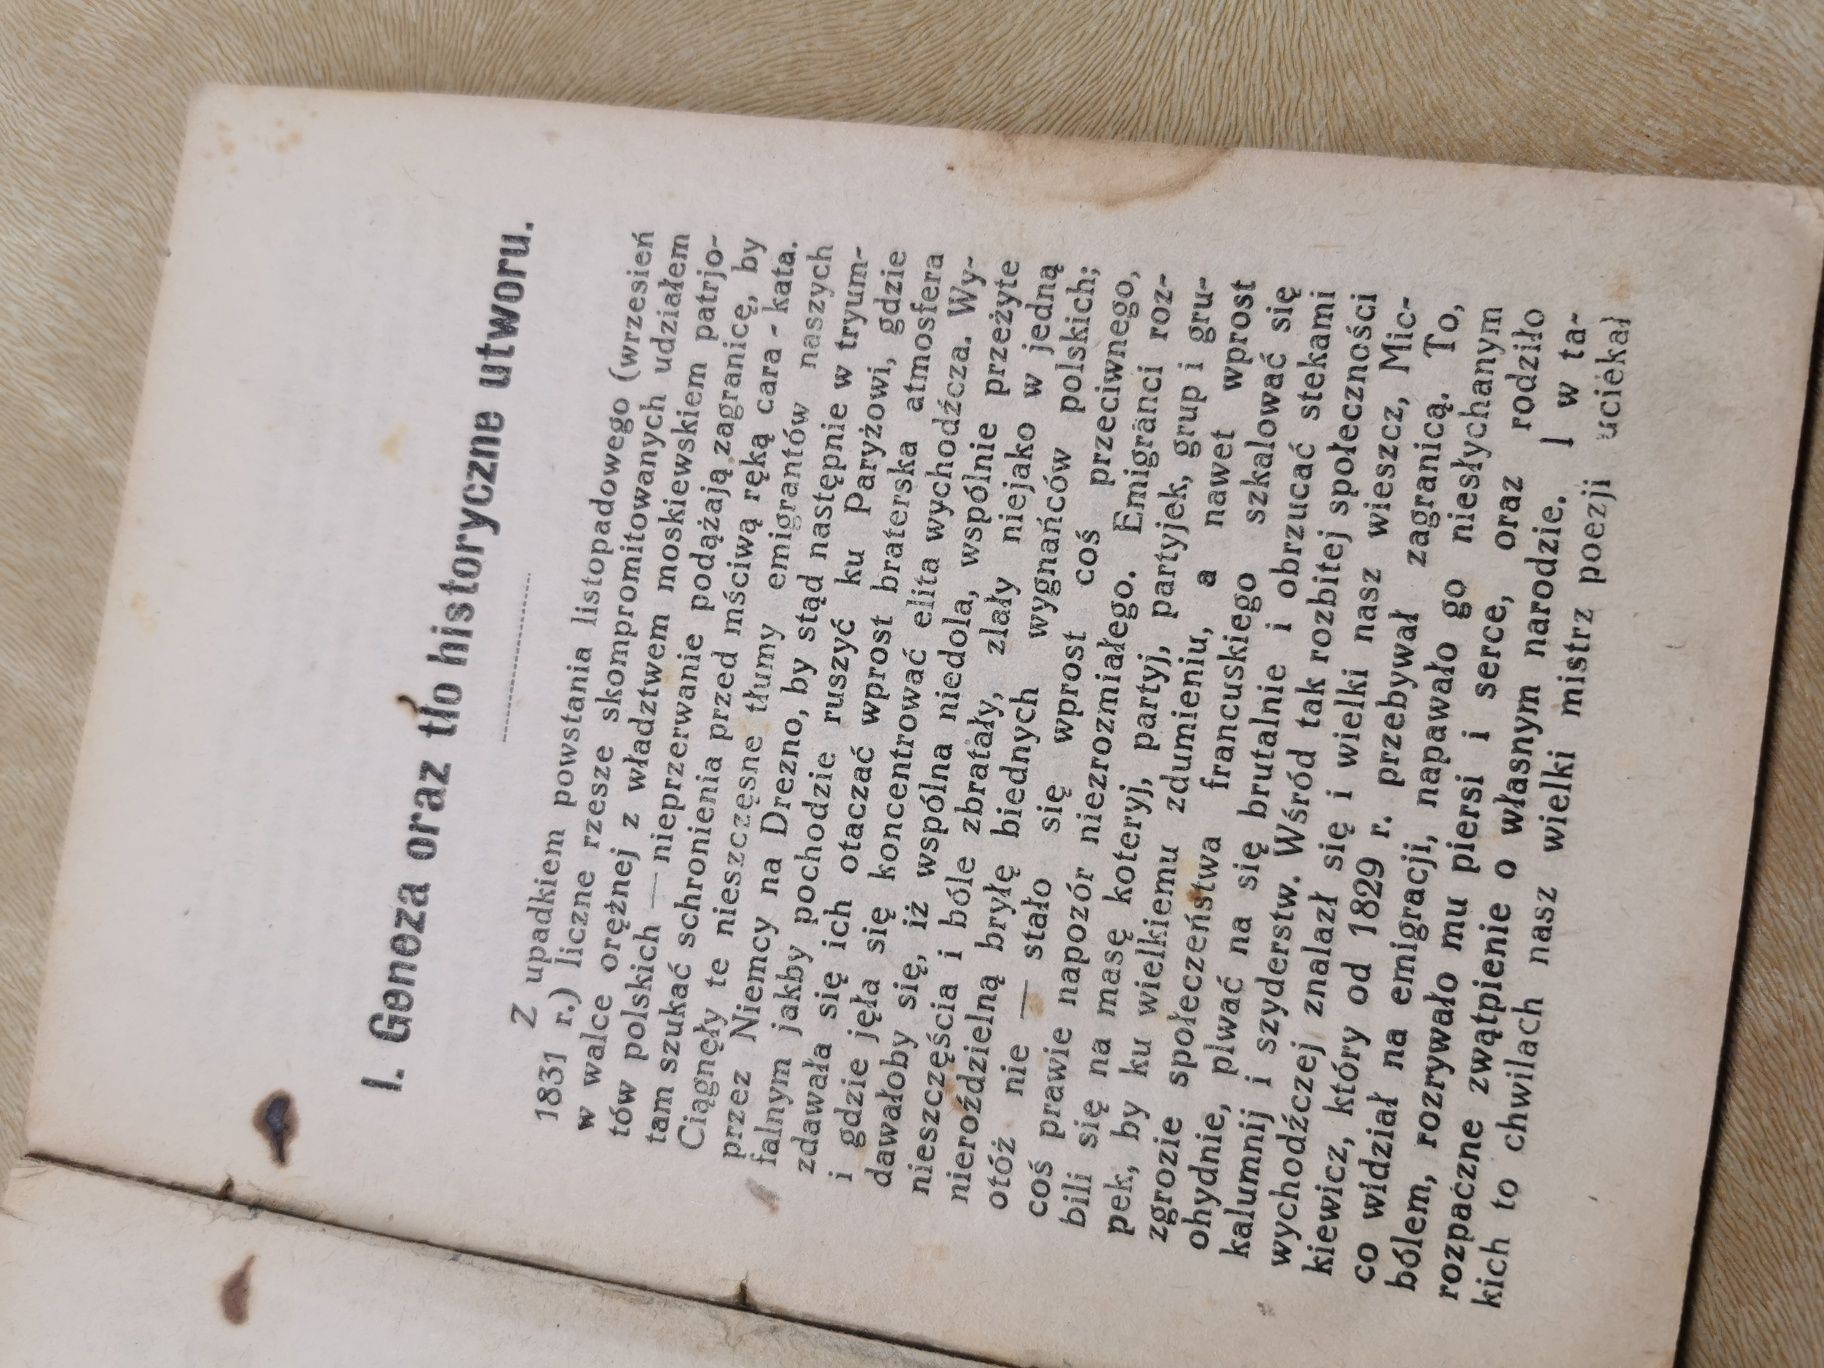 I. Geneza oraz tło historyczne utworu.
Z upadkiem powstania listopadowego (wrzesień
1831 r.) liczne rzesze skompromitowanych udziałem
w walce orężnej z władztwem moskiewskiem patrjo-
tów polskich — nieprzerwanie podążają zagranicę, by
tam szukać schronienia przed mściwą ręką cara - kata.
Ciągnęły te nieszczęsne tłumy emigrantów naszych
przez Niemcy na Drezno, by stąd następnie w tryum-
falnym jakby pochodzie ruszyć ku Paryżowi, gdzie
zdawała się ich otaczać wprost braterska atmosfera
i gdzie jęła się koncentrować elita wychodźcza. Wy-
dawałoby się, iż wspólna niedola, wspólnie przeżyte
nieszczęścia i bóle zbratały, zlały niejako w jedną
nierozdzielną bryłę biednych wygnańców polskich;
otóż nie — stało się wprost coś przeciwnego,
coś prawie napozór niezrozmiałego. Emigranci roz-
bili się na masę koteryj, partyj, partyjek, grup i gru-
pek, by ku wielkiemu zdumieniu, a nawet wprost
zgrozie społeczeństwa francuskiego szkalować się
ohydnie, plwać na się brutalnie i obrzucać stekami
kalumnij i szyderstw. Wśród tak rozbitej społeczności
wychodźczej znalazł się i wielki nasz wieszcz, Mic-
kiewicz, który od 1829 r. przebywał zagranicą. To,
co widział na emigracji, napawało go niesłychanym
bólem, rozrywało mu piersi i serce, oraz rodziło
rozpaczne zwątpienie o własnym narodzie. I w ta-
kich to chwilach nasz wielki mistrz poezji uciekał